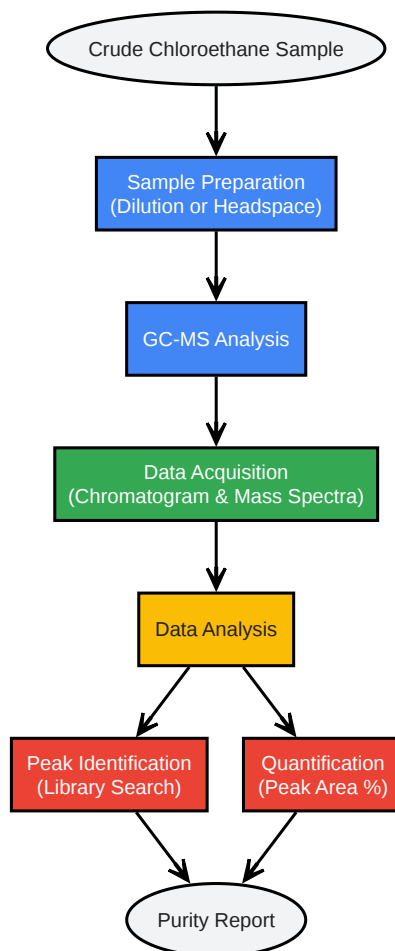 Crude Chloroethane Sample
Sample Preparation
(Dilution or Headspace)
GC-MS Analysis
Data Acquisition
(Chromatogram & Mass Spectra)
Data Analysis
Peak Identification
(Library Search)
Quantification
(Peak Area %)
Purity Report